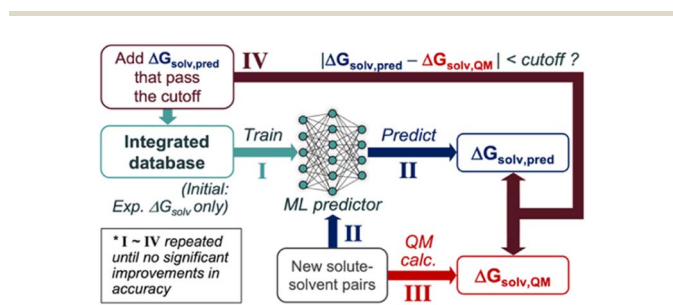 Add ΔGsolv,pred
that pass
the cutoff
IV
|ΔGsolv,pred – ΔGsolv,QM| < cutoff ?
Integrated
database
Train
I
Predict
II
ΔGsolv,pred
(Initial:
Exp. ΔGsolv only)
ML predictor
II
* I ~ IV repeated
until no significant
improvements in
accuracy
New solute-
solvent pairs
QM
calc.
III
ΔGsolv,QM